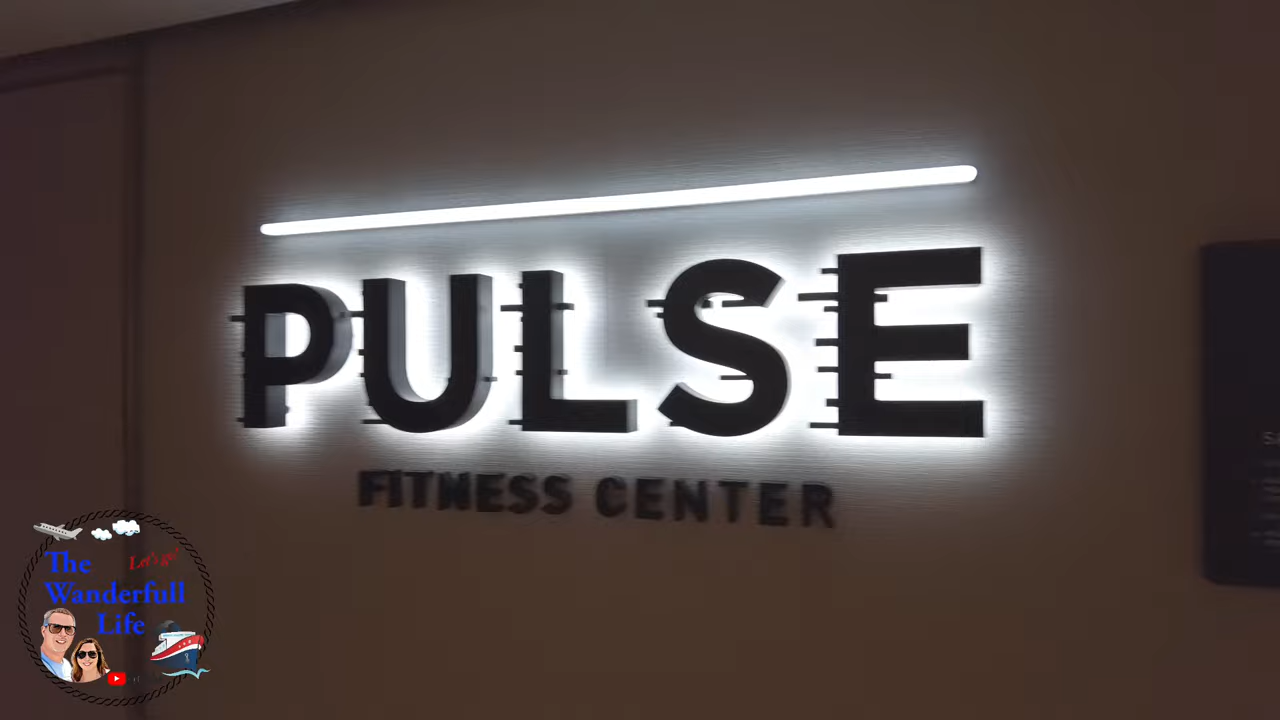 PULSE
FITNESS CENTER
The
Let's go!
Wanderfull
Life